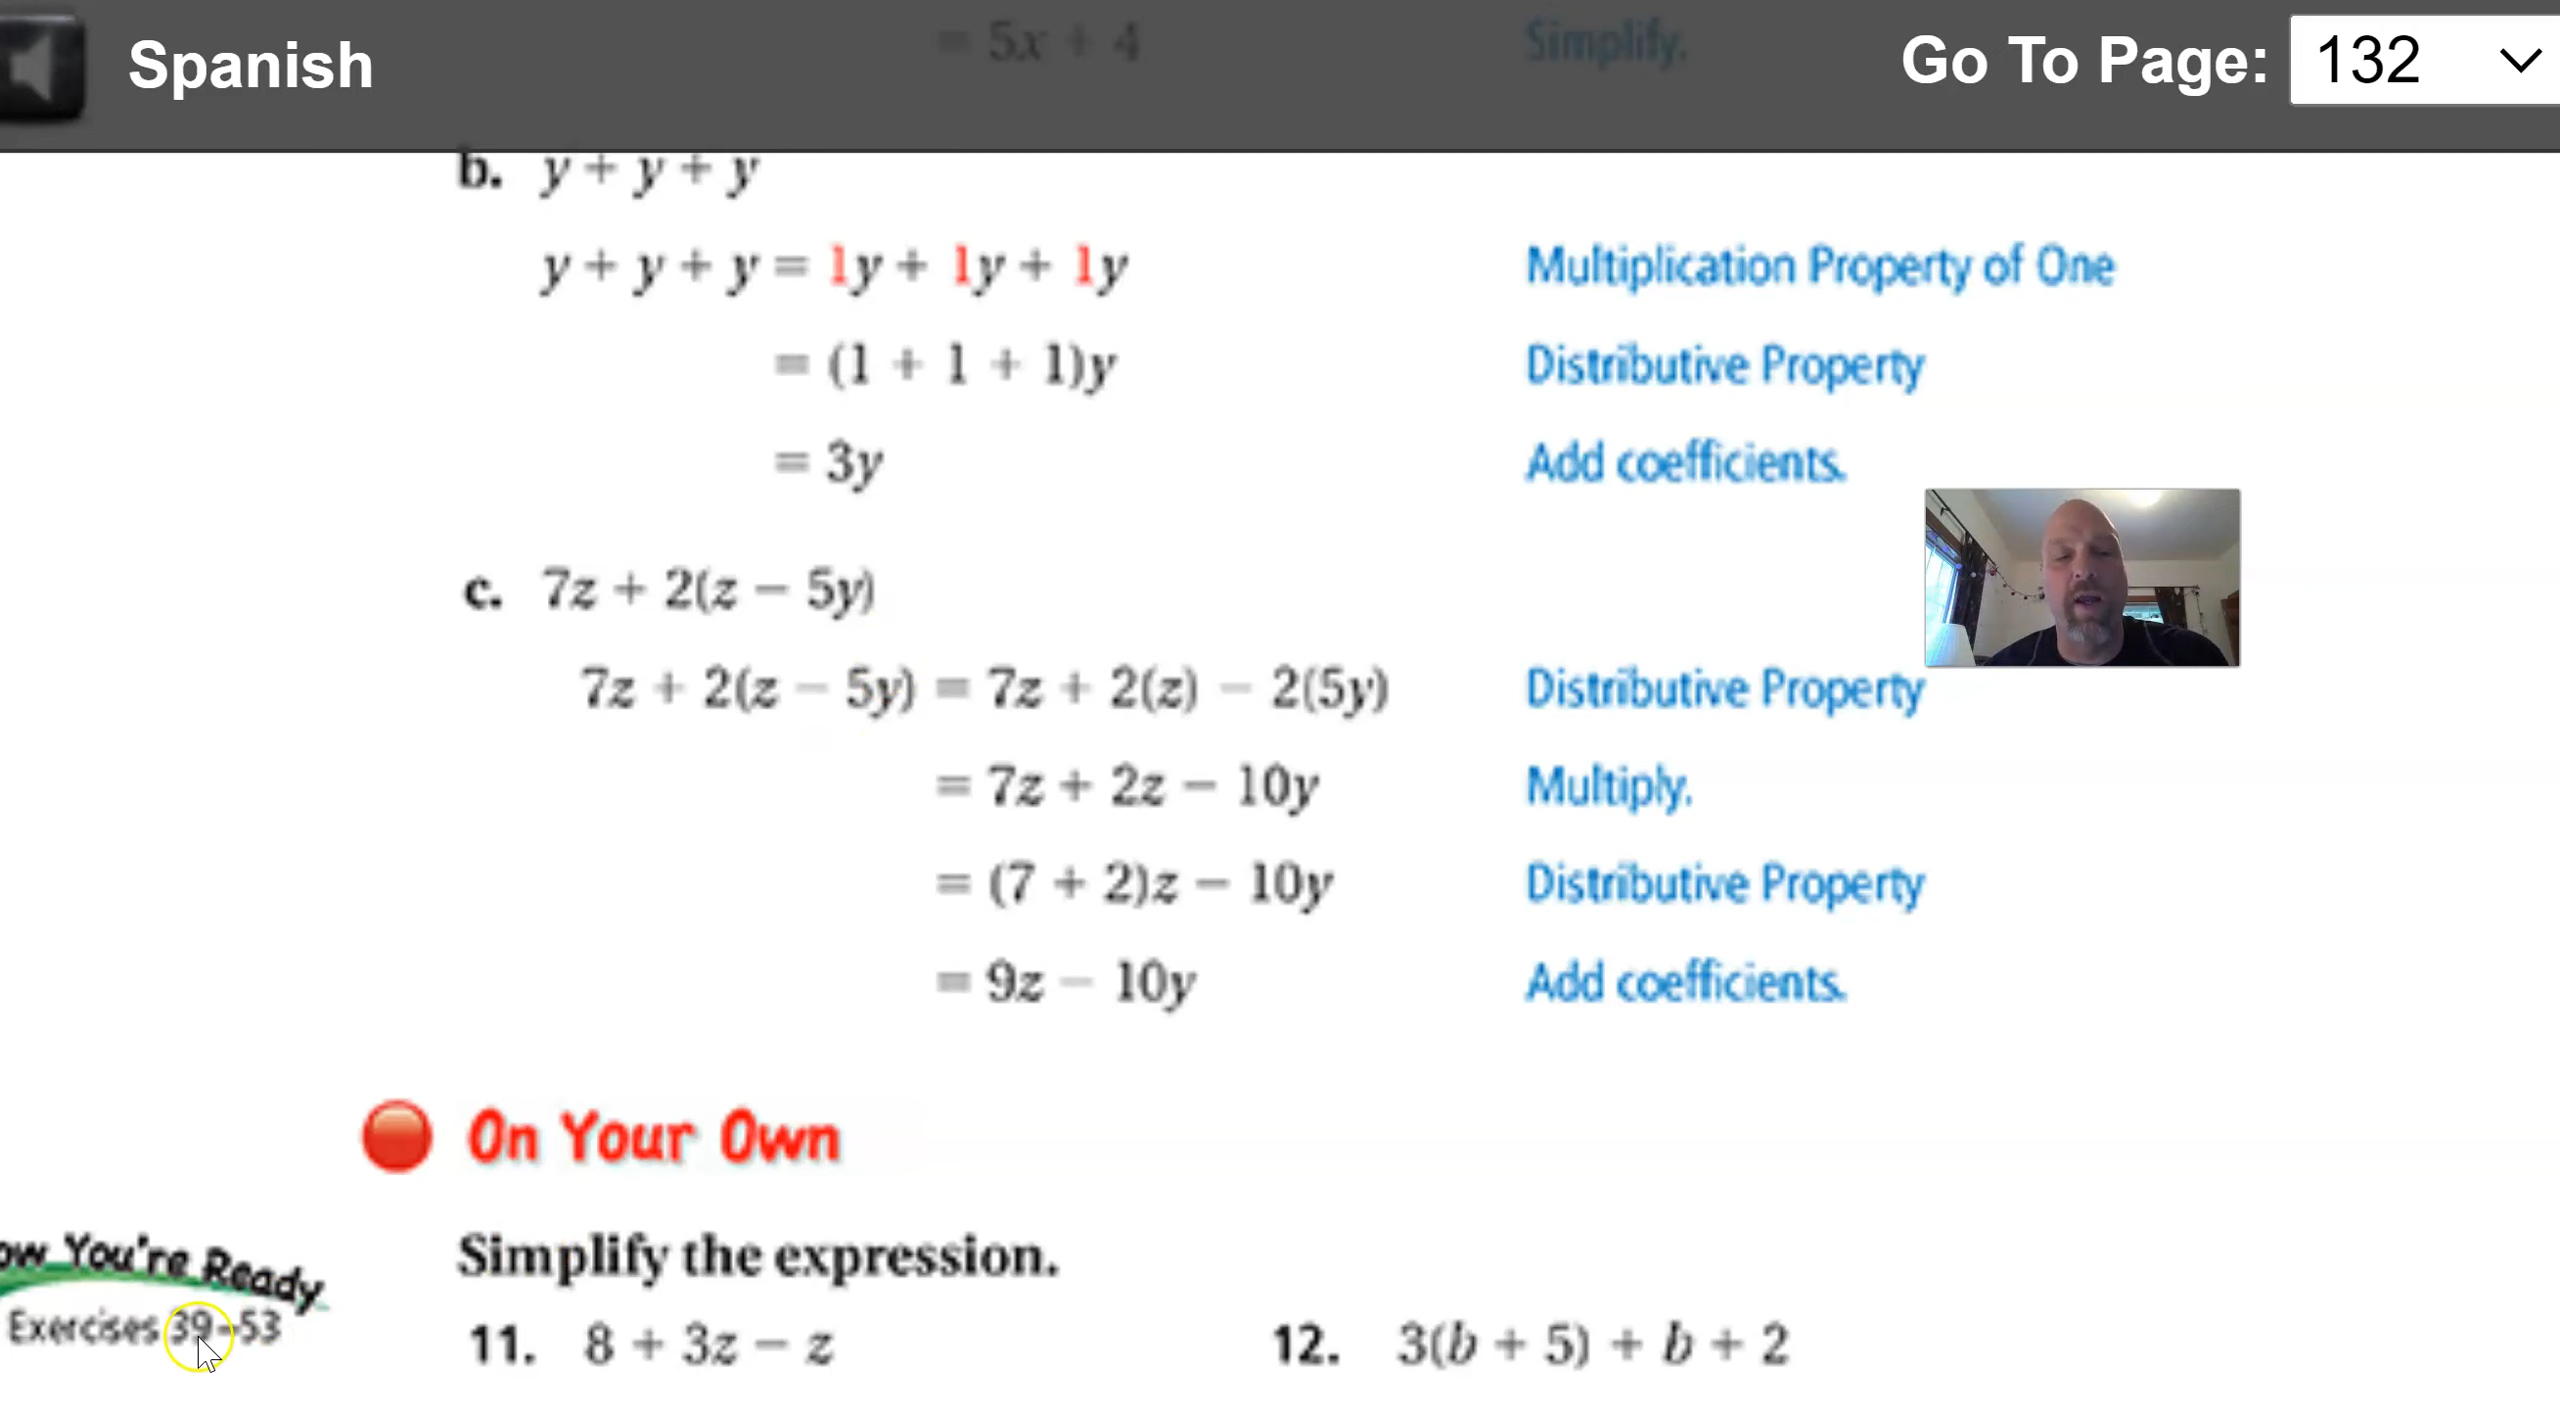 Spanish
Go To Page: 132
= 5x + 4 Simplify.
b. y + y + y
y + y + y = 1y + 1y + 1y Multiplication Property of One
= (1 + 1 + 1)y Distributive Property
= 3y Add coefficients.
c. 7z + 2(z − 5y)
7z + 2(z − 5y) = 7z + 2(z) − 2(5y) Distributive Property
= 7z + 2z − 10y Multiply.
= (7 + 2)z − 10y Distributive Property
= 9z − 10y Add coefficients.
On Your Own
ow You're Ready
Exercises 39–53
Simplify the expression.
11. 8 + 3z − z
12. 3(b + 5) + b + 2